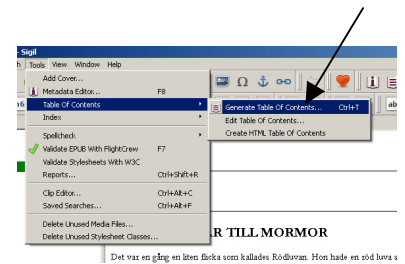 - Sigil
h Tools View Window Help
Add Cover...
Metadata Editor... F8
Table Of Contents
Index
Spellcheck
Validate EPUB With FlightCrew F7
Validate Stylesheets With W3C
Reports... Ctrl+Shift+R
Clip Editor... Ctrl+Alt+C
Saved Searches... Ctrl+Alt+F
Delete Unused Media Files...
Delete Unused Stylesheet Classes...
Generate Table Of Contents... Ctrl+T
Edit Table Of Contents...
Create HTML Table Of Contents
ab
R TILL MORMOR
Det var en gång en liten flicka som kallades Rödluvan. Hon hade en röd luva s